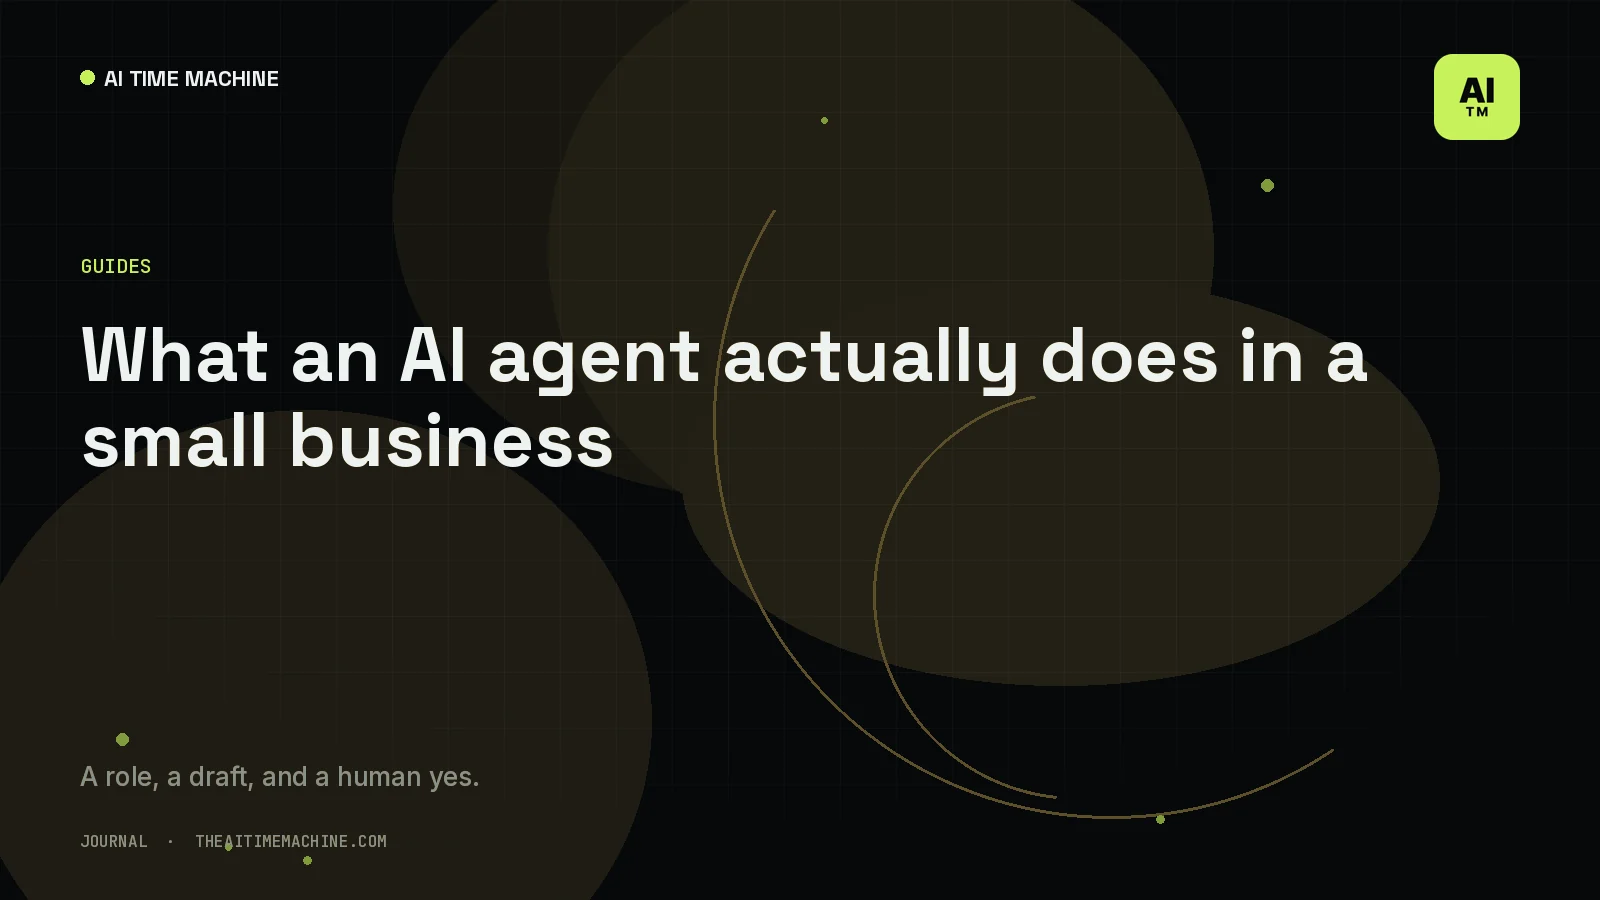 AI TIME MACHINE
AI
TM
GUIDES
What an AI agent actually does in a
small business
A role, a draft, and a human yes.
JOURNAL · THEAITIMEMACHINE.COM